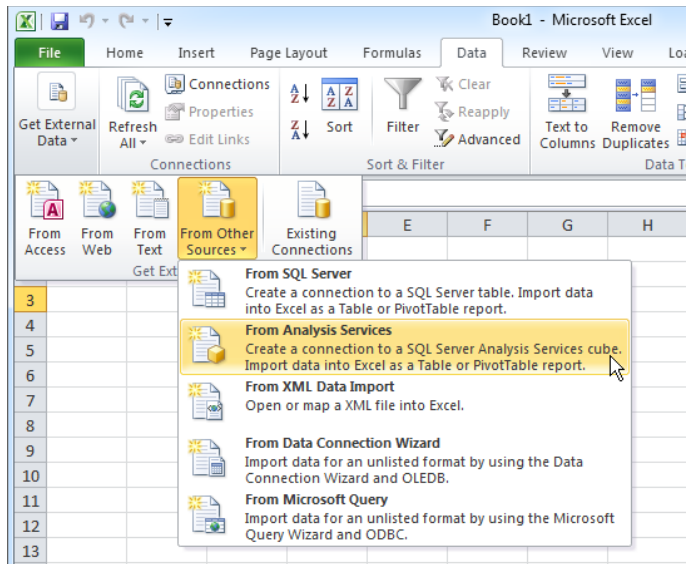 Book1 - Microsoft Excel
File Home Insert Page Layout Formulas Data Review View
Connections
Properties
Edit Links
Get External
Data
Refresh
All
A Z
Z A
A Z
Z A
Sort
Filter
Clear
Reapply
Advanced
Text to
Columns
Remove
Duplicates
Connections
Sort & Filter
Data
From
Access
From
Web
From
Text
From Other
Sources
Existing
Connections
E F G H
From SQL Server
Create a connection to a SQL Server table. Import data
into Excel as a Table or PivotTable report.
From Analysis Services
Create a connection to a SQL Server Analysis Services cube.
Import data into Excel as a Table or PivotTable report.
From XML Data Import
Open or map a XML file into Excel.
From Data Connection Wizard
Import data for an unlisted format by using the Data
Connection Wizard and OLEDB.
From Microsoft Query
Import data for an unlisted format by using the Microsoft
Query Wizard and ODBC.
3
4
5
6
7
8
9
10
11
12
13